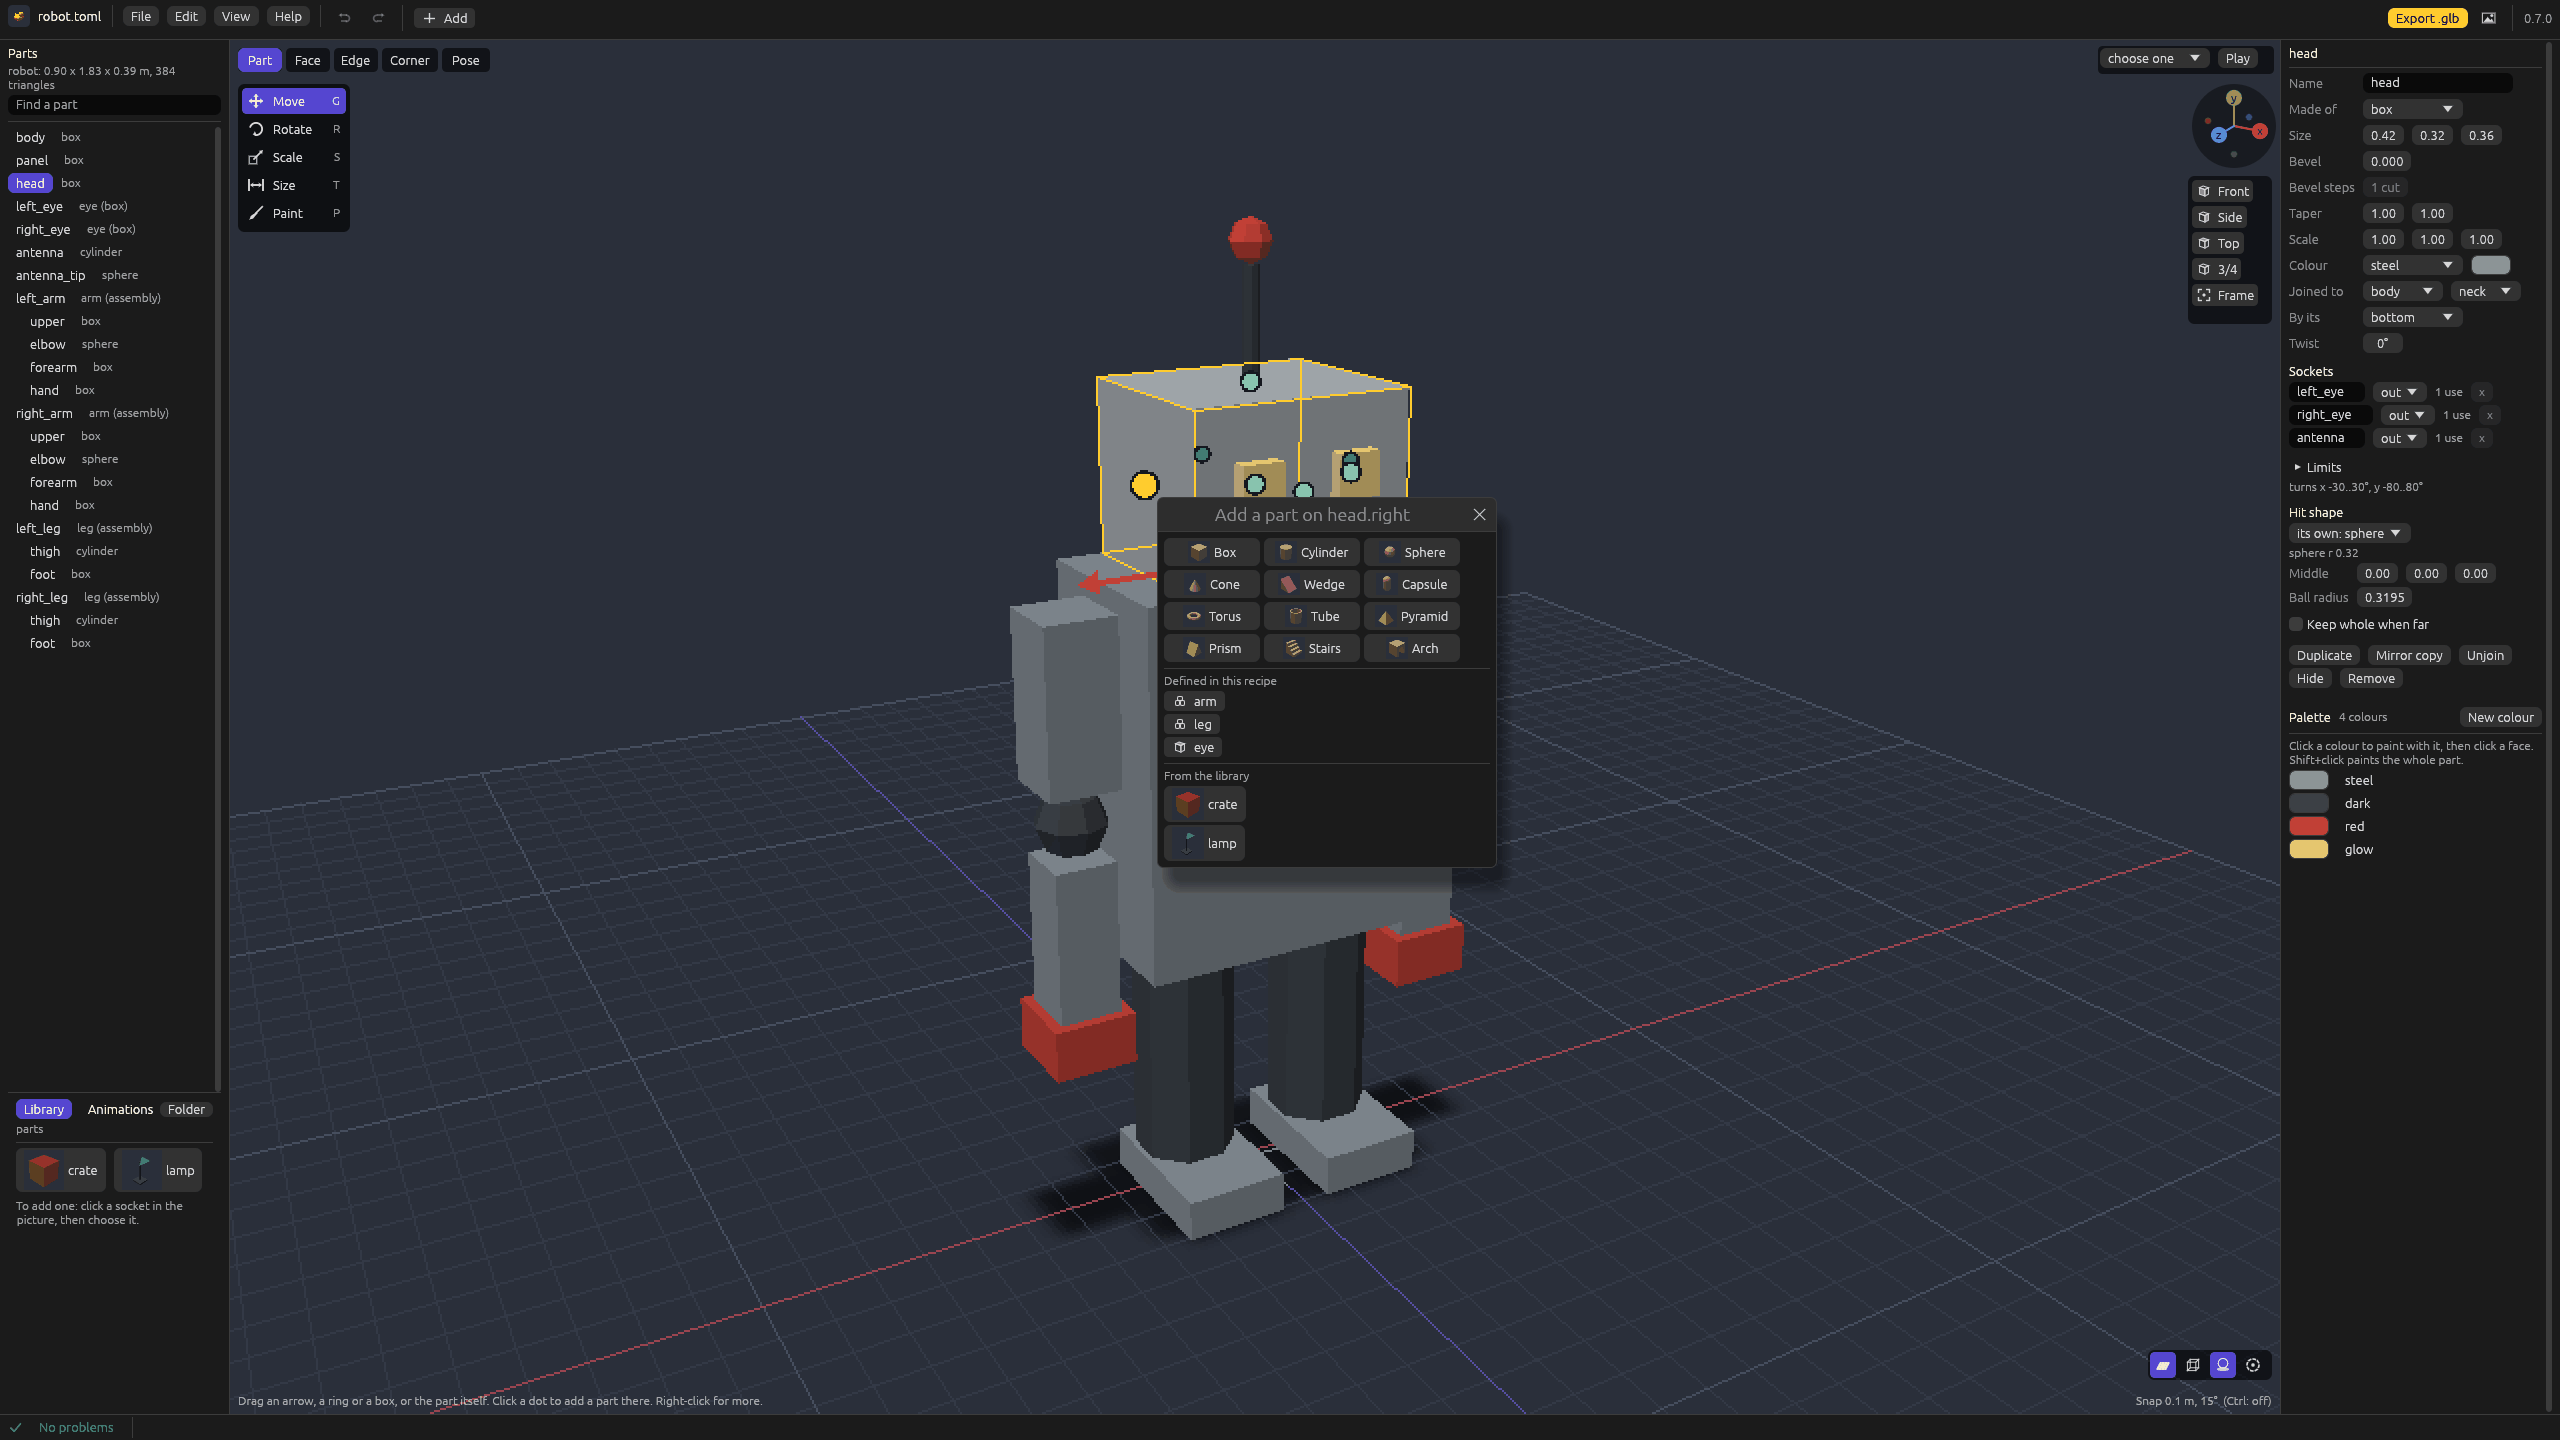 robot.toml File Edit View Help Add Export .glb 0.7.0
Parts
robot: 0.90 x 1.83 x 0.39 m, 384
triangles
Find a part
body box
panel box
head box
left_eye eye (box)
right_eye eye (box)
antenna cylinder
antenna_tip sphere
left_arm arm (assembly)
upper box
elbow sphere
forearm box
hand box
right_arm arm (assembly)
upper box
elbow sphere
forearm box
hand box
left_leg leg (assembly)
thigh cylinder
foot box
right_leg leg (assembly)
thigh cylinder
foot box
Library Animations Folder
parts
crate lamp
To add one: click a socket in the
picture, then choose it.
Part Face Edge Corner Pose
Move G
Rotate R
Scale S
Size T
Paint P
choose one Play
y
z x
Front
Side
Top
3/4
Frame
Add a part on head.right
Box Cylinder Sphere
Cone Wedge Capsule
Torus Tube Pyramid
Prism Stairs Arch
Defined in this recipe
arm
leg
eye
From the library
crate
lamp
Drag an arrow, a ring or a box, or the part itself. Click a dot to add a part there. Right-click for more.
Snap 0.1 m, 15° (Ctrl: off)
head
Name head
Made of box
Size 0.42 0.32 0.36
Bevel 0.000
Bevel steps 1 cut
Taper 1.00 1.00
Scale 1.00 1.00 1.00
Colour steel
Joined to body neck
By its bottom
Twist 0°
Sockets
left_eye out 1 use x
right_eye out 1 use x
antenna out 1 use x
Limits
turns x -30..30°, y -80..80°
Hit shape
its own: sphere
sphere r 0.32
Middle 0.00 0.00 0.00
Ball radius 0.3195
Keep whole when far
Duplicate Mirror copy Unjoin
Hide Remove
Palette 4 colours New colour
Click a colour to paint with it, then click a face.
Shift+click paints the whole part.
steel
dark
red
glow
No problems